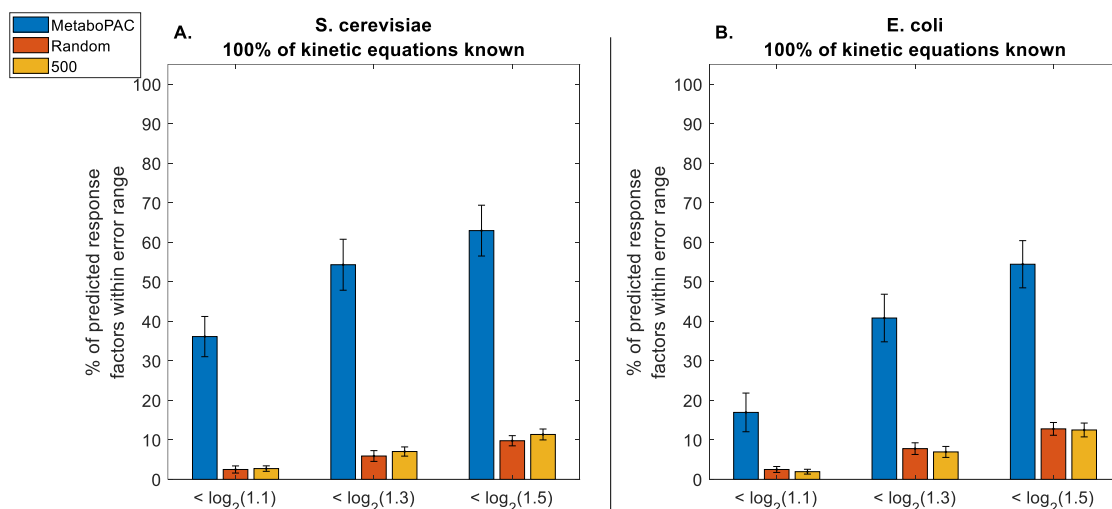 MetaboPAC
Random
500
A.
S. cerevisiae
100% of kinetic equations known
% of predicted response
factors within error range
100
90
80
70
60
50
40
30
20
10
0
< log2(1.1)
< log2(1.3)
< log2(1.5)
B.
E. coli
100% of kinetic equations known
% of predicted response
factors within error range
100
90
80
70
60
50
40
30
20
10
0
< log2(1.1)
< log2(1.3)
< log2(1.5)